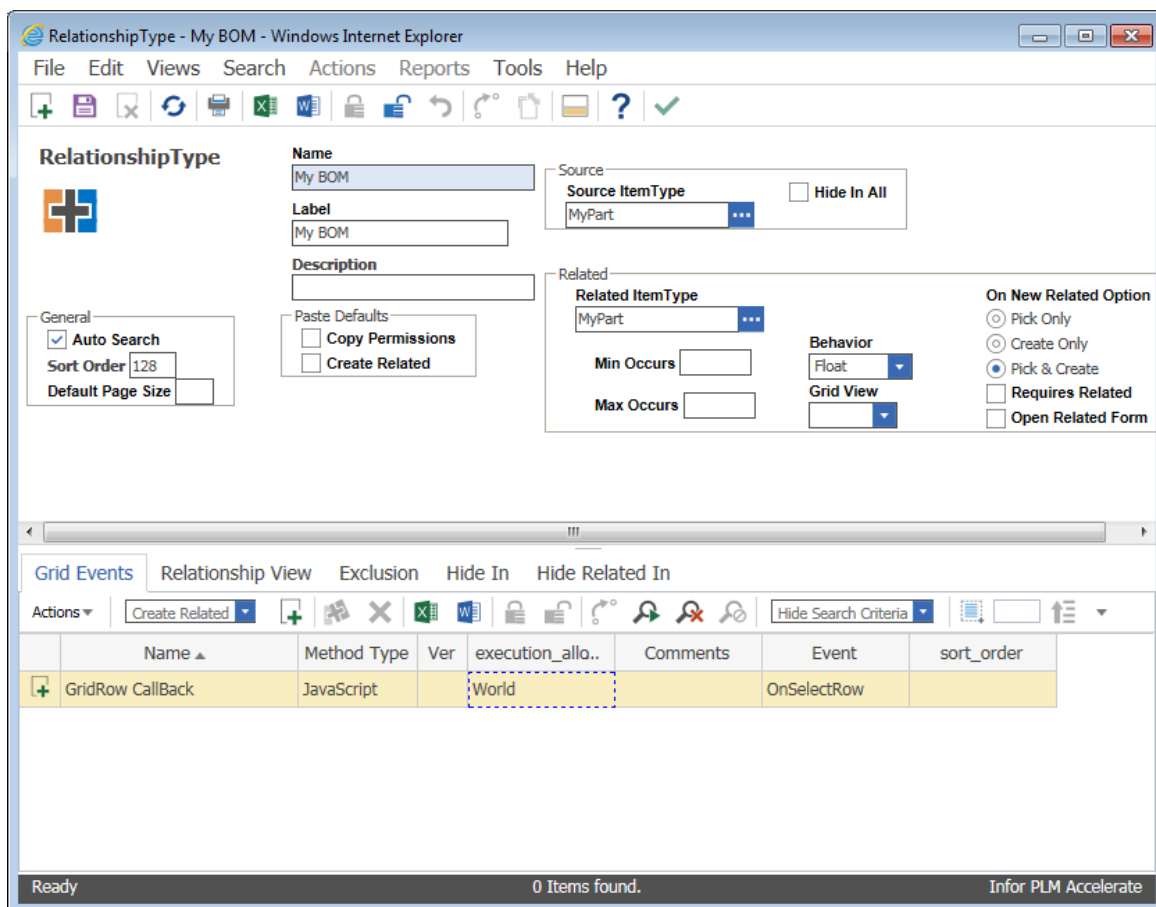 RelationshipType - My BOM - Windows Internet Explorer
File Edit Views Search Actions Reports Tools Help
RelationshipType
Name
My BOM
Label
My BOM
Description
Source
Source ItemType
MyPart
Hide In All
General
Auto Search
Sort Order 128
Default Page Size
Paste Defaults
Copy Permissions
Create Related
Related
Related ItemType
MyPart
Min Occurs
Max Occurs
Behavior
Float
Grid View
On New Related Option
Pick Only
Create Only
Pick & Create
Requires Related
Open Related Form
Grid Events Relationship View Exclusion Hide In Hide Related In
Actions Create Related Hide Search Criteria
Name Method Type Ver execution_allo... Comments Event sort_order
GridRow CallBack JavaScript World OnSelectRow
Ready 0 Items found. Infor PLM Accelerate